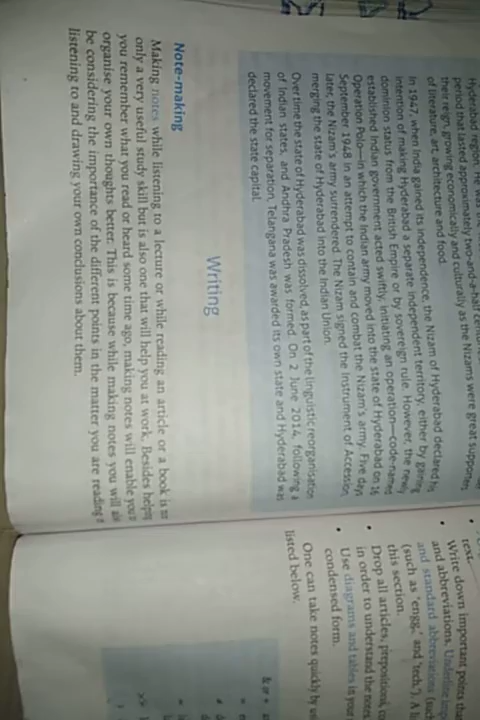 Hyderabad region. He was the
period that lasted approximately two-and-a-half
their reign, growing economically and culturally as the Nizams were great supporters
of literature, art, architecture and food.
In 1947, when India gained its independence, the Nizam of Hyderabad declared his
intention of making Hyderabad a separate independent territory, either by gaining
dominion status from the British Empire or by sovereign rule. However, the newly
established Indian government acted swiftly, initiating an operation—code-named
Operation Polo—in which the Indian army moved into the state of Hyderabad on 16
September 1948 in an attempt to contain and combat the Nizam's army. Five days
later, the Nizam's army surrendered. The Nizam signed the Instrument of Accession,
merging the state of Hyderabad into the Indian Union.
Over time the state of Hyderabad was dissolved, as part of the linguistic reorganisation
of Indian states, and Andhra Pradesh was formed. On 2 June 2014, following a
movement for separation, Telangana was awarded its own state and Hyderabad was
declared the state capital.
Writing
Note-making
Making notes while listening to a lecture or while reading an article or a book is
only a very useful study skill but is also one that will help you at work. Besides helping
you remember what you read or heard some time ago, making notes will enable you
organise your own thoughts better. This is because while making notes you will
be considering the importance of the different points in the matter you are reading
listening to and drawing your own conclusions about them.
text.
• Write down important points
and abbreviations. Underline
and standard abbreviations
(such as 'engg.' and 'tech.').
this section.
• Drop all articles, prepositions,
in order to understand the notes
• Use diagrams and tables in your
condensed form.
One can take notes quickly by
listed below.
& or +